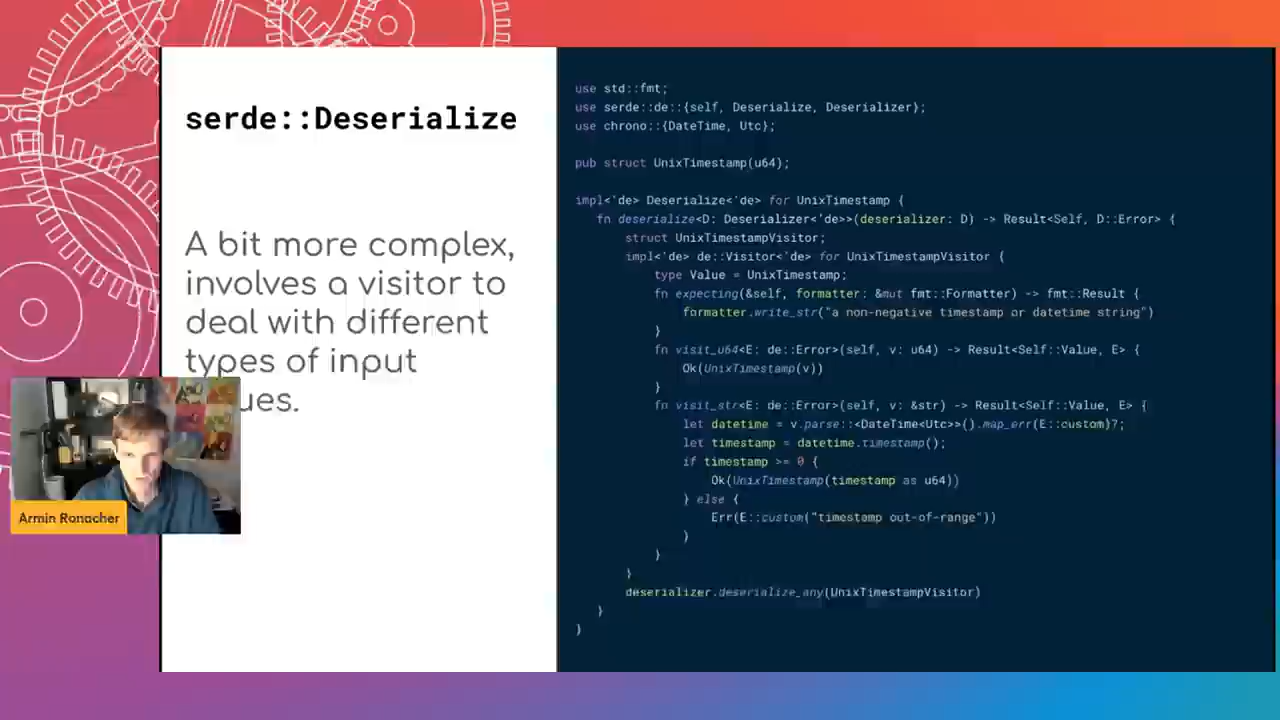 serde::Deserialize
A bit more complex,
involves a visitor to
deal with different
types of input
ues.
Armin Ronacher
use std::fmt;
use serde::de::{self, Deserialize, Deserializer};
use chrono::{DateTime, Utc};
pub struct UnixTimestamp(u64);
impl<'de> Deserialize<'de> for UnixTimestamp {
fn deserialize<D: Deserializer<'de>>(deserializer: D) -> Result<Self, D::Error> {
struct UnixTimestampVisitor;
impl<'de> de::Visitor<'de> for UnixTimestampVisitor {
type Value = UnixTimestamp;
fn expecting(&self, formatter: &mut fmt::Formatter) -> fmt::Result {
formatter.write_str("a non-negative timestamp or datetime string")
}
fn visit_u64<E: de::Error>(self, v: u64) -> Result<Self::Value, E> {
Ok(UnixTimestamp(v))
}
fn visit_str<E: de::Error>(self, v: &str) -> Result<Self::Value, E> {
let datetime = v.parse::<DateTime<Utc>>().map_err(E::custom)?;
let timestamp = datetime.timestamp();
if timestamp >= 0 {
Ok(UnixTimestamp(timestamp as u64))
} else {
Err(E::custom("timestamp out-of-range"))
}
}
}
deserializer.deserialize_any(UnixTimestampVisitor)
}
}